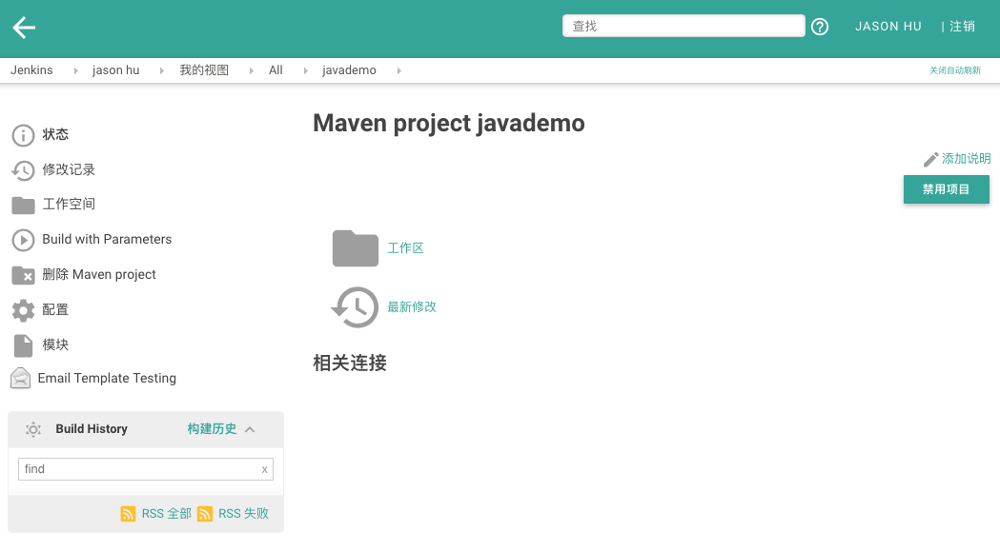 查找
JASON HU
| 注销
Jenkins
jason hu
我的视图
All
javademo
关闭自动刷新
状态
修改记录
工作空间
Build with Parameters
删除 Maven project
配置
模块
Email Template Testing
Build History
构建历史
find
x
RSS 全部
RSS 失败
Maven project javademo
添加说明
禁用项目
工作区
最新修改
相关连接